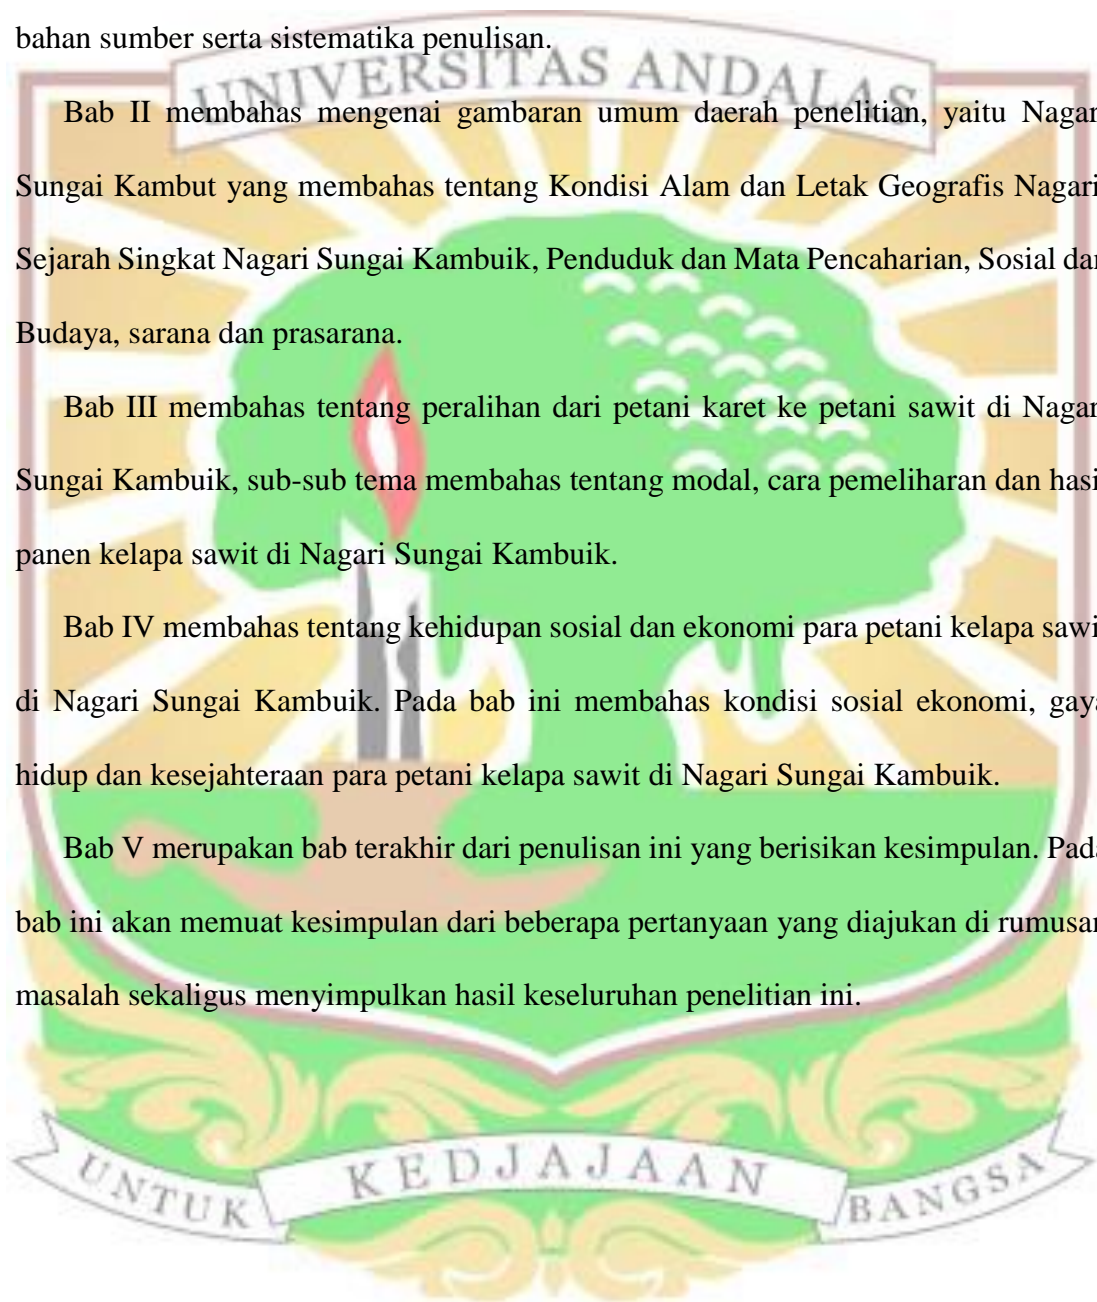 bahan sumber serta sistematika penulisan.
UNIVERSITAS ANDALAS
Bab II membahas mengenai gambaran umum daerah penelitian, yaitu Nagar
Sungai Kambut yang membahas tentang Kondisi Alam dan Letak Geografis Nagari
Sejarah Singkat Nagari Sungai Kambuik, Penduduk dan Mata Pencaharian, Sosial dan
Budaya, sarana dan prasarana.
Bab III membahas tentang peralihan dari petani karet ke petani sawit di Nagar
Sungai Kambuik, sub-sub tema membahas tentang modal, cara pemeliharan dan hasi
panen kelapa sawit di Nagari Sungai Kambuik.
Bab IV membahas tentang kehidupan sosial dan ekonomi para petani kelapa sawi
di Nagari Sungai Kambuik. Pada bab ini membahas kondisi sosial ekonomi, gaya
hidup dan kesejahteraan para petani kelapa sawit di Nagari Sungai Kambuik.
Bab V merupakan bab terakhir dari penulisan ini yang berisikan kesimpulan. Pada
bab ini akan memuat kesimpulan dari beberapa pertanyaan yang diajukan di rumusan
masalah sekaligus menyimpulkan hasil keseluruhan penelitian ini.
UNTUK KEDJAJAAN BANGSA